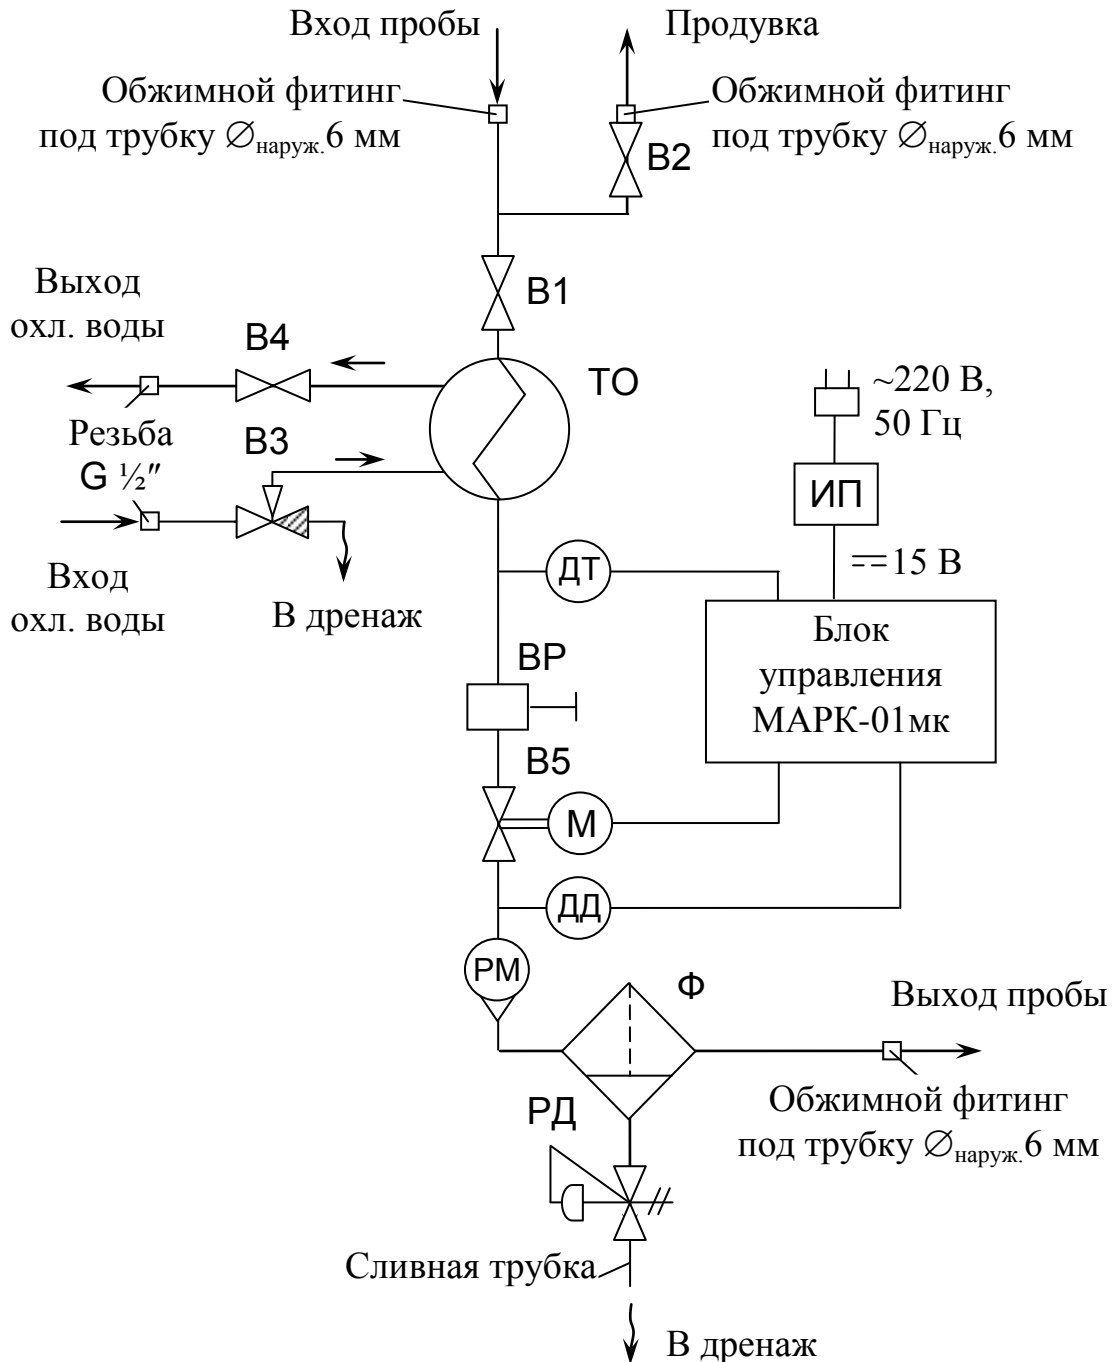 Вход пробы
Продувка
Обжимной фитинг
под трубку ∅наруж.6 мм
Обжимной фитинг
под трубку ∅наруж.6 мм
В2
В1
Выход
охл. воды
В4
ТО
~220 В,
50 Гц
Резьба
G ½″
В3
ИП
15 В
Вход
охл. воды
В дренаж
ДТ
Блок
управления
МАРК-01мк
ВР
В5
М
ДД
РМ
Ф
Выход пробы
Обжимной фитинг
под трубку ∅наруж.6 мм
РД
Сливная трубка
В дренаж